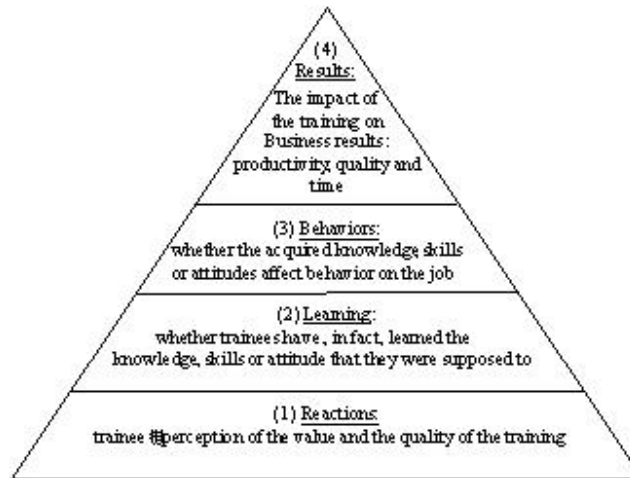 (4)
Results:
The impact of
the training on
Business results:
productivity, quality and
time
(3) Behaviors:
whether the acquired knowledge, skills
or attitudes affect behavior on the job
(2) Learning:
whether trainees have, in fact, learned the
knowledge, skills or attitude that they were supposed to
(1) Reactions:
trainee perception of the value and the quality of the training